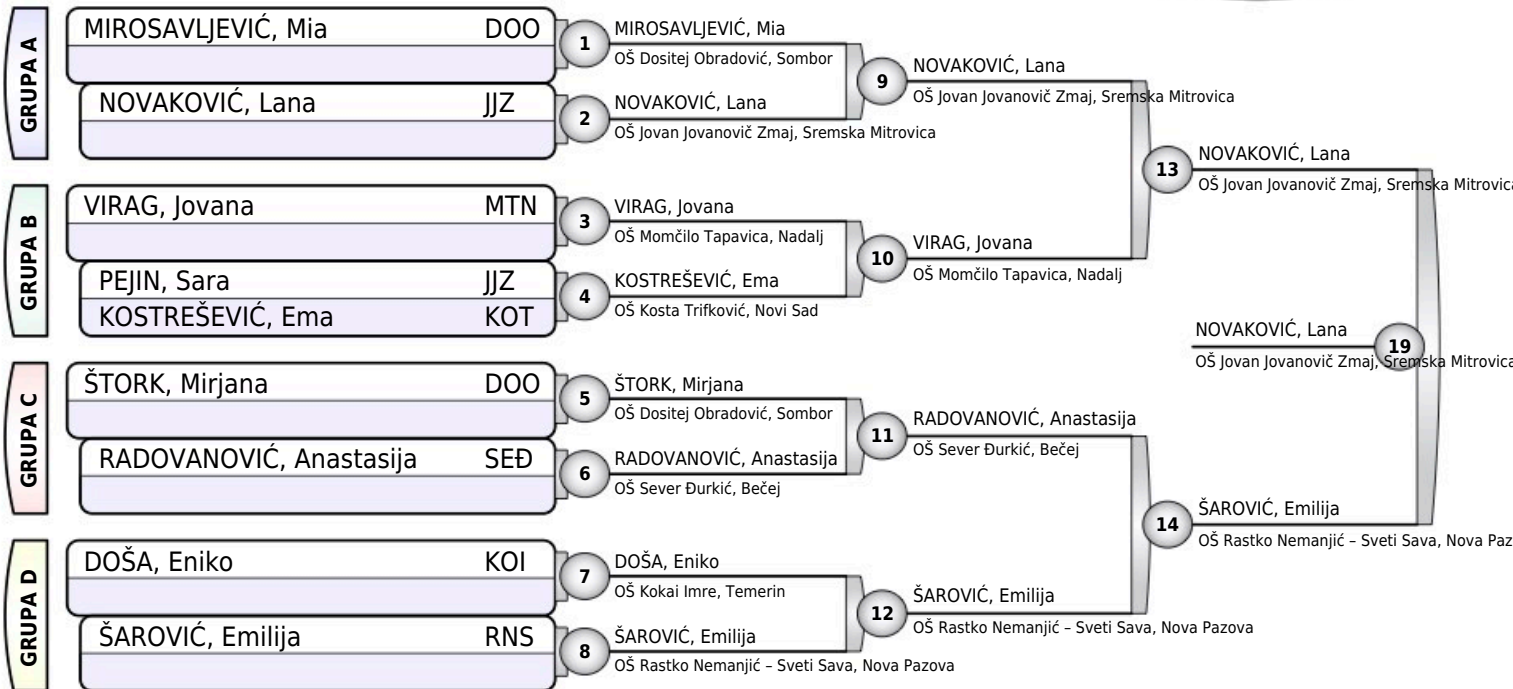 GRUPA A
MIROSAVLJEVIĆ, Mia DOO
NOVAKOVIĆ, Lana JJZ
GRUPA B
VIRAG, Jovana MTN
PEJIN, Sara JJZ
KOSTREŠEVIĆ, Ema KOT
GRUPA C
ŠTORK, Mirjana DOO
RADOVANOVIĆ, Anastasija SEĐ
GRUPA D
DOŠA, Eniko KOI
ŠAROVIĆ, Emilija RNS
1
MIROSAVLJEVIĆ, Mia
OŠ Dositej Obradović, Sombor
2
NOVAKOVIĆ, Lana
OŠ Jovan Jovanovič Zmaj, Sremska Mitrovica
3
VIRAG, Jovana
OŠ Momčilo Tapavica, Nadalj
4
KOSTREŠEVIĆ, Ema
OŠ Kosta Trifković, Novi Sad
5
ŠTORK, Mirjana
OŠ Dositej Obradović, Sombor
6
RADOVANOVIĆ, Anastasija
OŠ Sever Đurkić, Bečej
7
DOŠA, Eniko
OŠ Kokai Imre, Temerin
8
ŠAROVIĆ, Emilija
OŠ Rastko Nemanjić – Sveti Sava, Nova Pazova
9
NOVAKOVIĆ, Lana
OŠ Jovan Jovanovič Zmaj, Sremska Mitrovica
10
VIRAG, Jovana
OŠ Momčilo Tapavica, Nadalj
11
RADOVANOVIĆ, Anastasija
OŠ Sever Đurkić, Bečej
12
ŠAROVIĆ, Emilija
OŠ Rastko Nemanjić – Sveti Sava, Nova Pazova
13
NOVAKOVIĆ, Lana
OŠ Jovan Jovanovič Zmaj, Sremska Mitrovica
14
ŠAROVIĆ, Emilija
OŠ Rastko Nemanjić – Sveti Sava, Nova Paz
NOVAKOVIĆ, Lana
19
OŠ Jovan Jovanovič Zmaj, Sremska Mitrovica